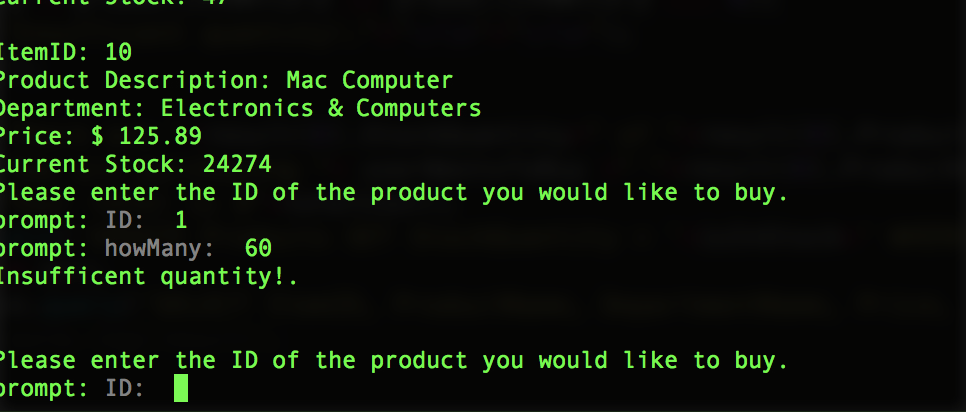 Current Stock: 47
ItemID: 10
Product Description: Mac Computer
Department: Electronics & Computers
Price: $ 125.89
Current Stock: 24274
Please enter the ID of the product you would like to buy.
prompt: ID:  1
prompt: howMany:  60
Insufficent quantity!.
Please enter the ID of the product you would like to buy.
prompt: ID: